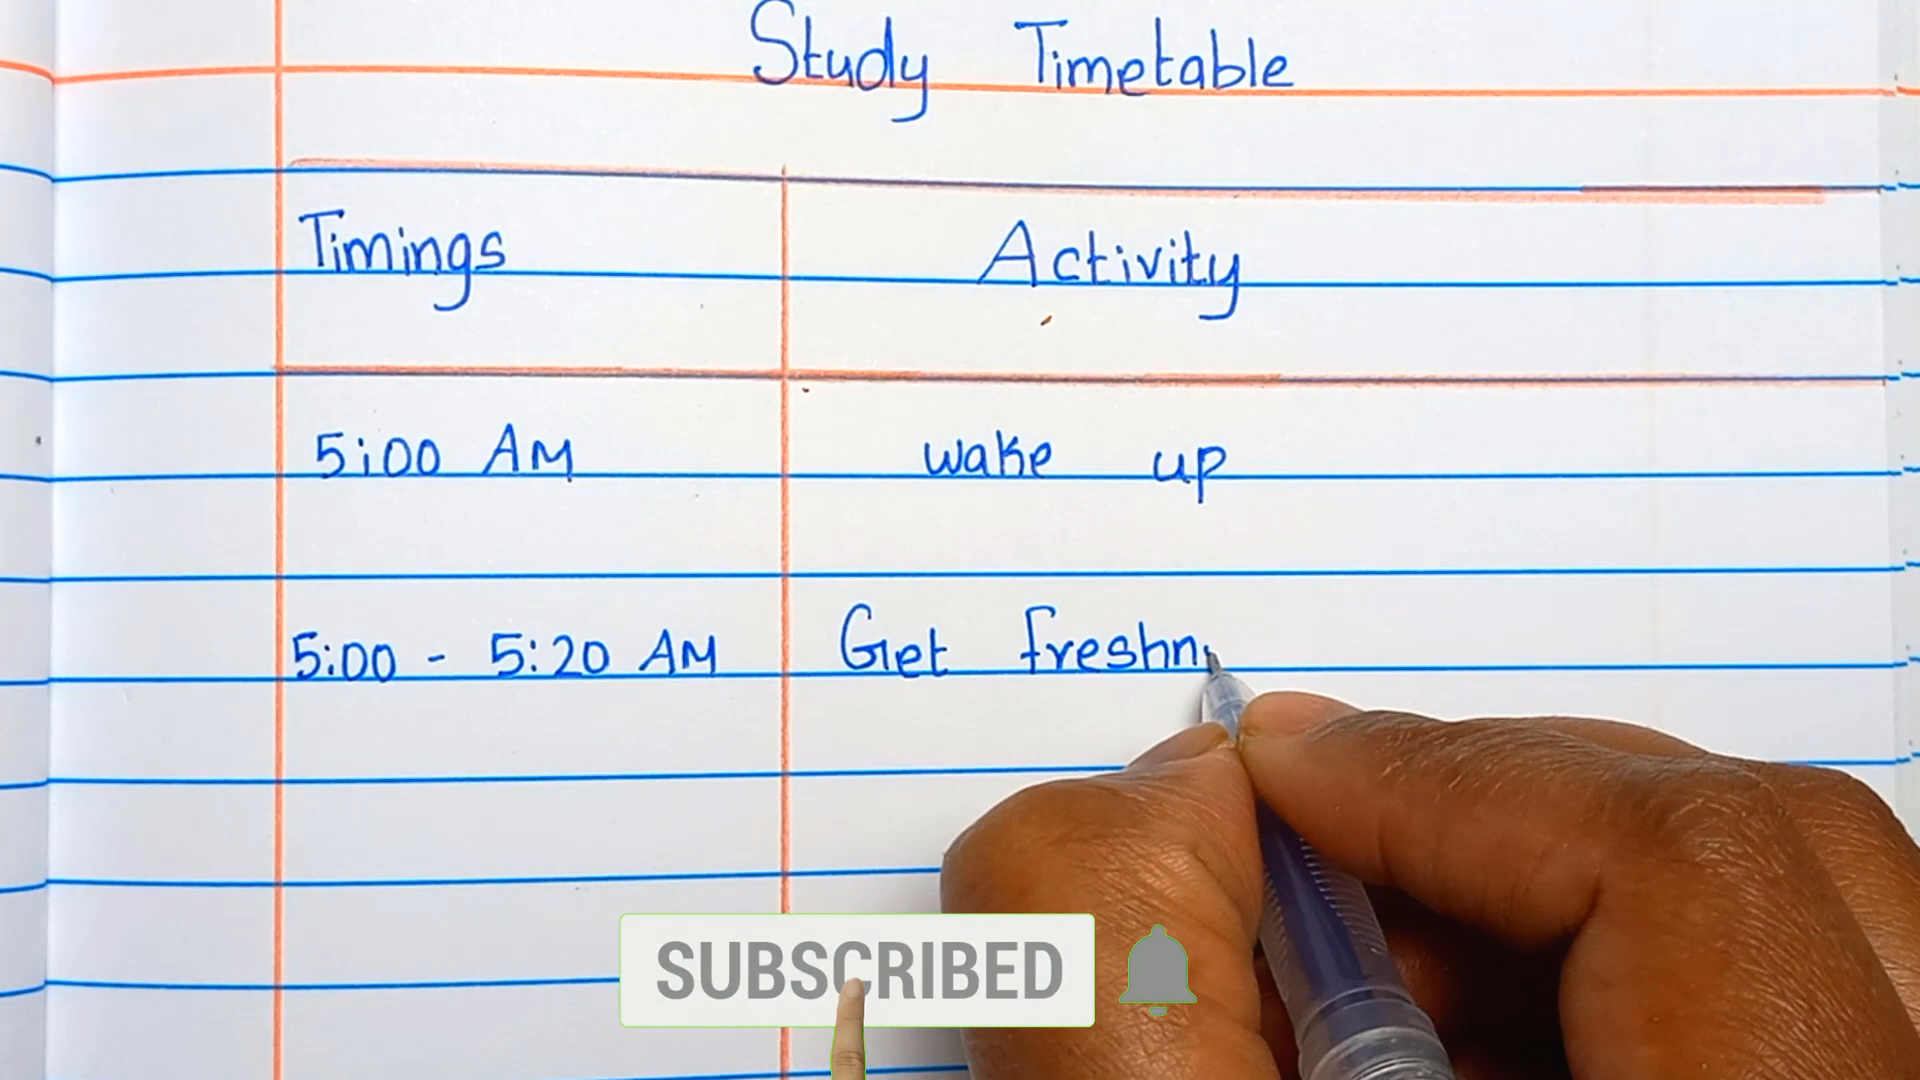 Study Timetable
Timings Activity
5:00 AM wake up
5:00 - 5:20 AM Get freshn
SUBSCRIBED